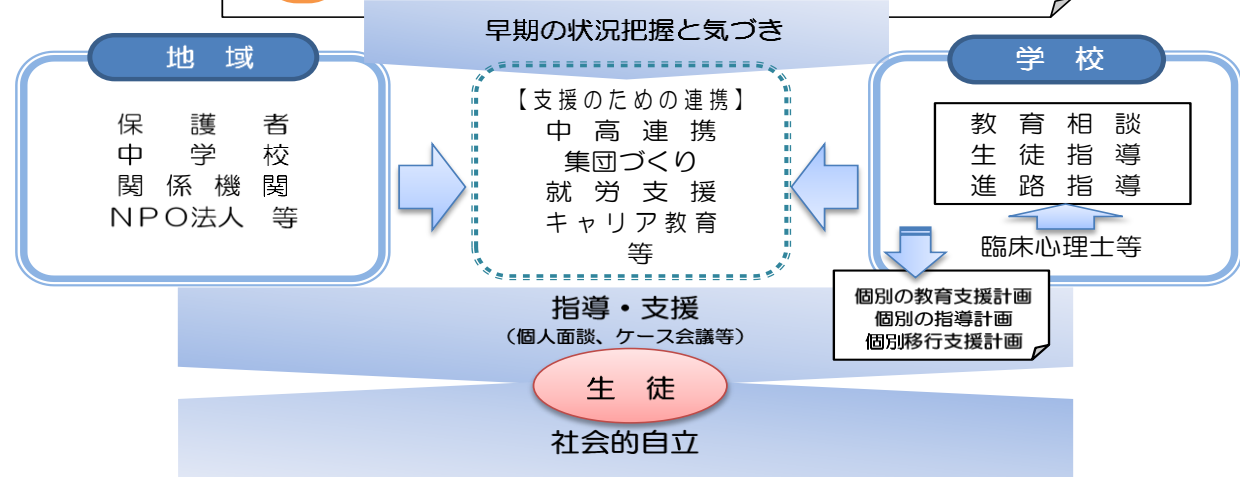 早期の状況把握と気づき
地　域
保　護　者
中　学　校
関 係 機 関
ＮＰＯ法人　等
【支援のための連携】
中 高 連 携
集団づくり
就 労 支 援
キャリア教育
等
学　校
教 育 相 談
生 徒 指 導
進 路 指 導
臨床心理士等
個別の教育支援計画
個別の指導計画
個別移行支援計画
指導・支援
（個人面談、ケース会議等）
生　徒
社会的自立